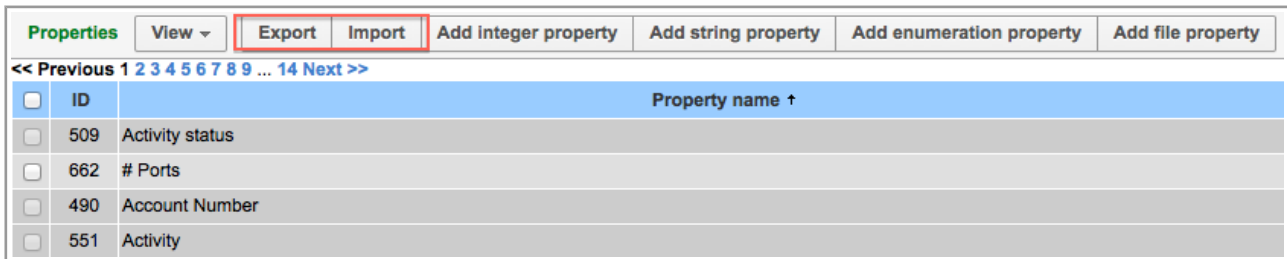 Properties View Export Import Add integer property Add string property Add enumeration property Add file property
<< Previous 1 2 3 4 5 6 7 8 9 ... 14 Next >>
ID Property name ↑
509 Activity status
662 # Ports
490 Account Number
551 Activity